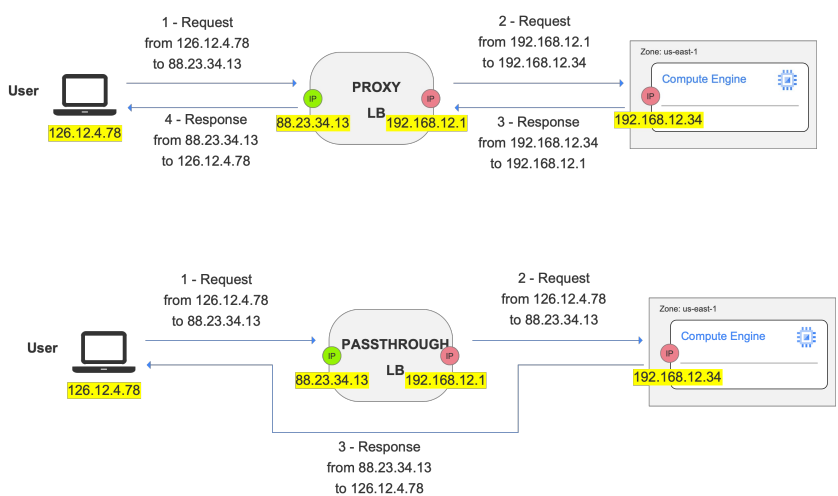 1 - Request
from 126.12.4.78
to 88.23.34.13
2 - Request
from 192.168.12.1
to 192.168.12.34
Zone: us-east-1
Compute Engine
User
PROXY
LB
IP
IP
IP
126.12.4.78
88.23.34.13
192.168.12.1
192.168.12.34
4 - Response
from 88.23.34.13
to 126.12.4.78
3 - Response
from 192.168.12.34
to 192.168.12.1
1 - Request
from 126.12.4.78
to 88.23.34.13
2 - Request
from 126.12.4.78
to 88.23.34.13
Zone: us-east-1
Compute Engine
User
PASSTHROUGH
LB
IP
IP
IP
126.12.4.78
88.23.34.13
192.168.12.1
192.168.12.34
3 - Response
from 88.23.34.13
to 126.12.4.78